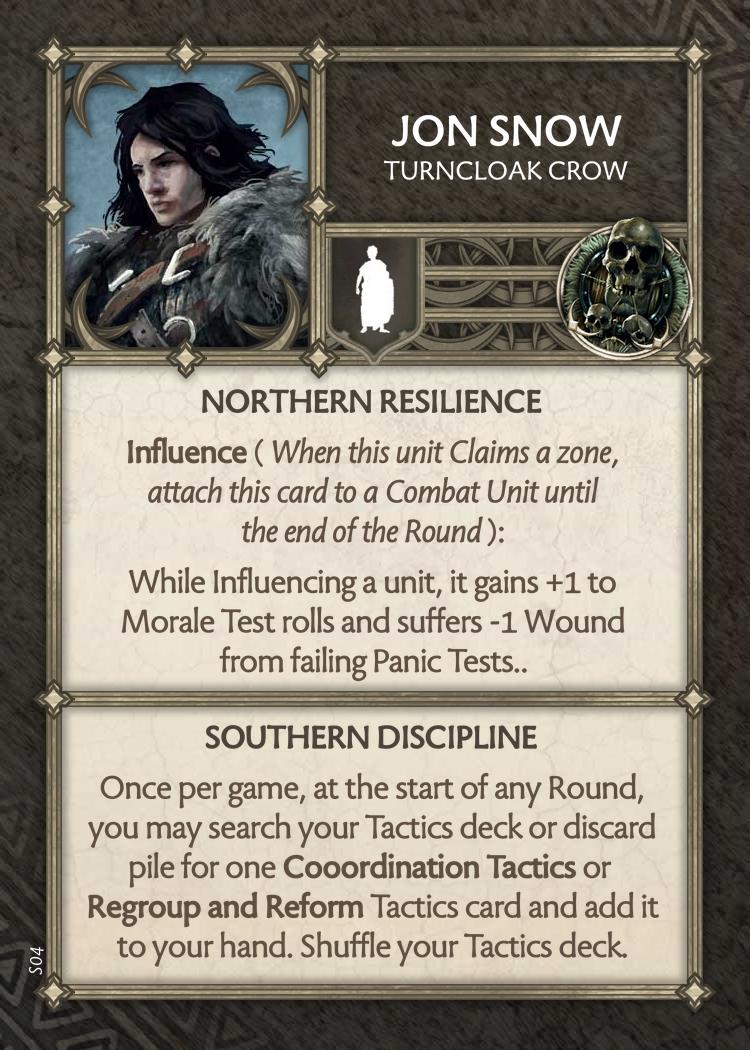 JON SNOW
TURNCLOAK CROW
NORTHERN RESILIENCE
Influence ( When this unit Claims a zone,
attach this card to a Combat Unit until
the end of the Round ):
While Influencing a unit, it gains +1 to
Morale Test rolls and suffers -1 Wound
from failing Panic Tests..
SOUTHERN DISCIPLINE
Once per game, at the start of any Round,
you may search your Tactics deck or discard
pile for one Cooordination Tactics or
Regroup and Reform Tactics card and add it
to your hand. Shuffle your Tactics deck.
S04